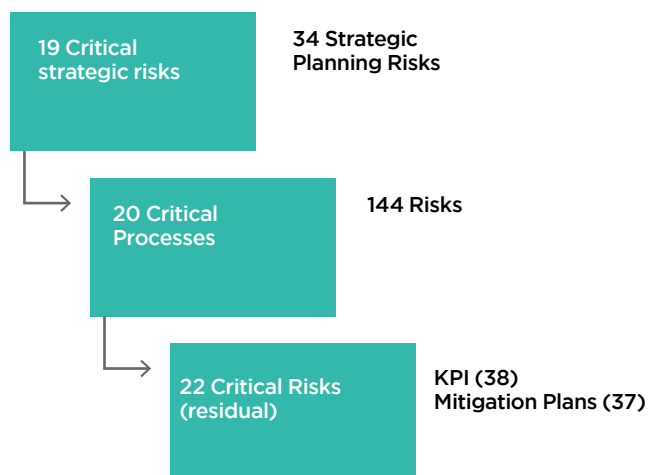 19 Critical
strategic risks
34 Strategic
Planning Risks
20 Critical
Processes
144 Risks
22 Critical Risks
(residual)
KPI (38)
Mitigation Plans (37)